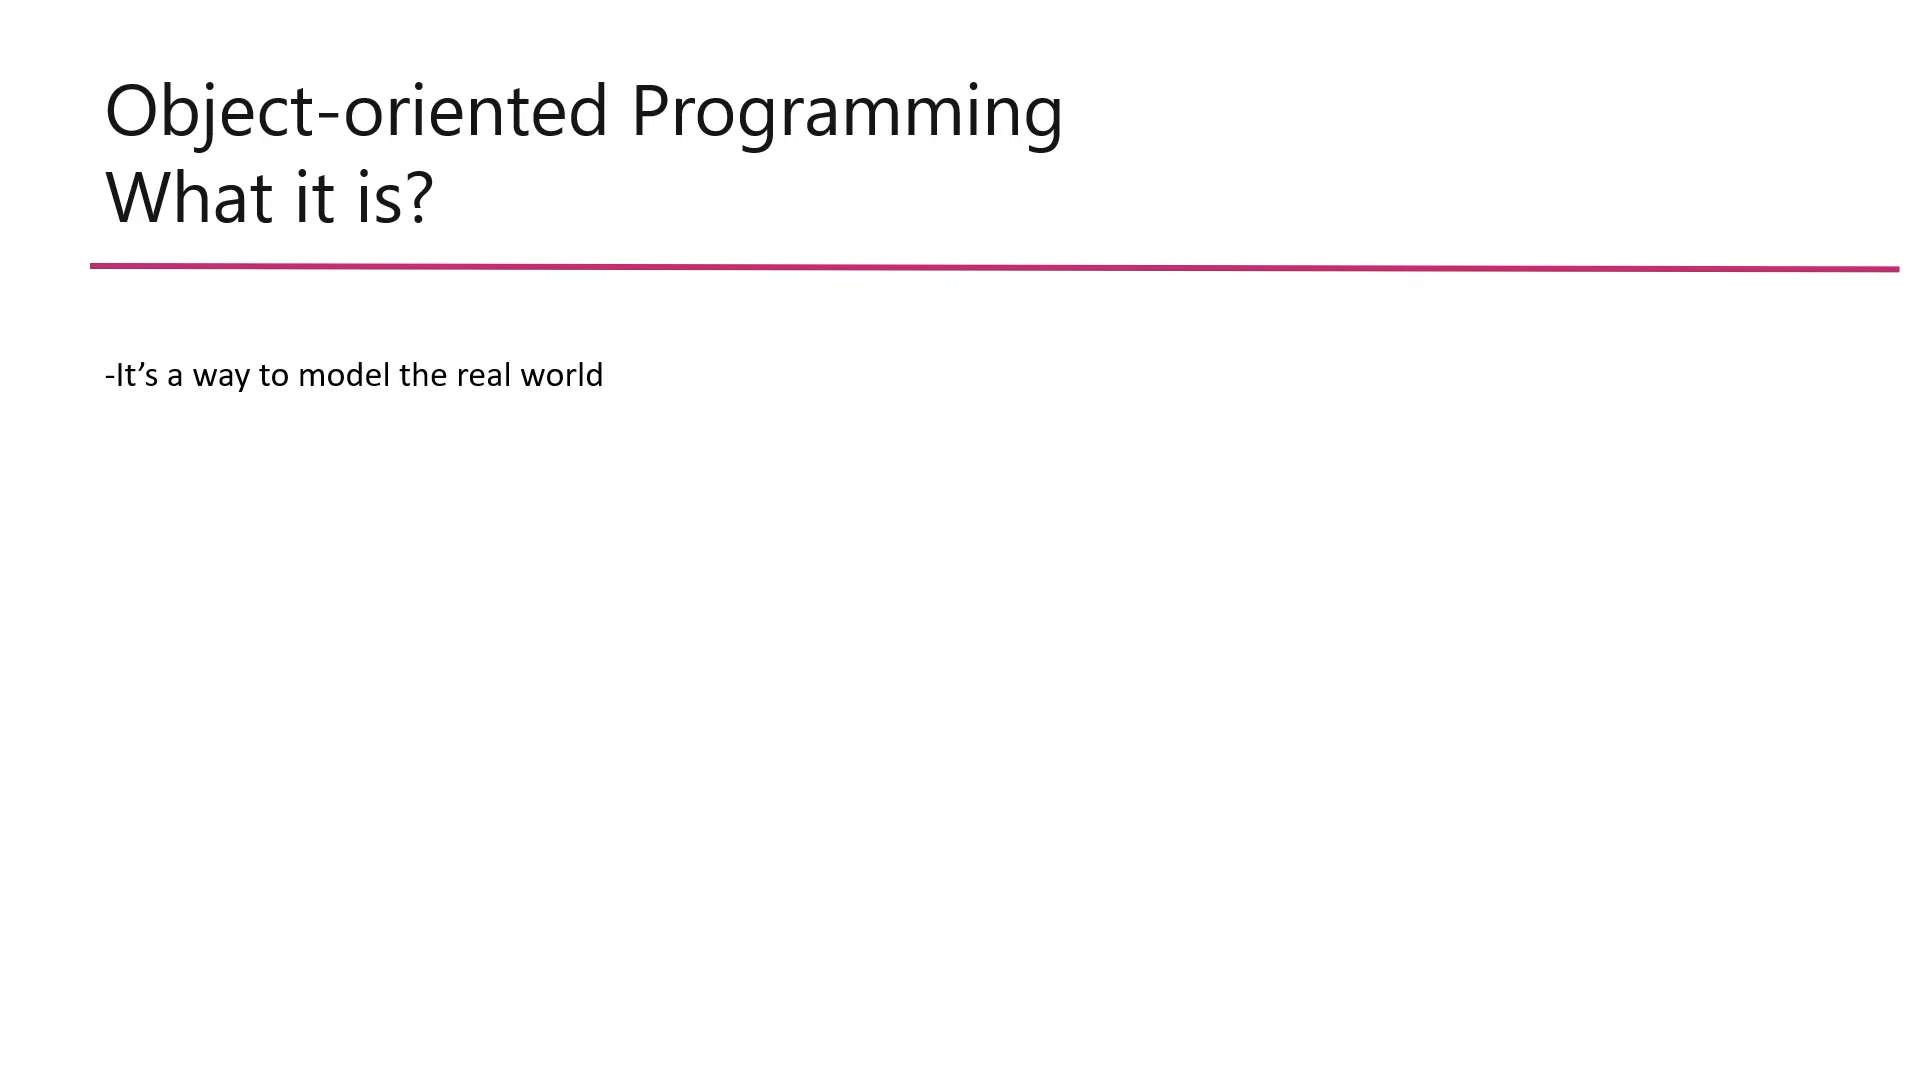 Object-oriented Programming
What it is?
-It’s a way to model the real world